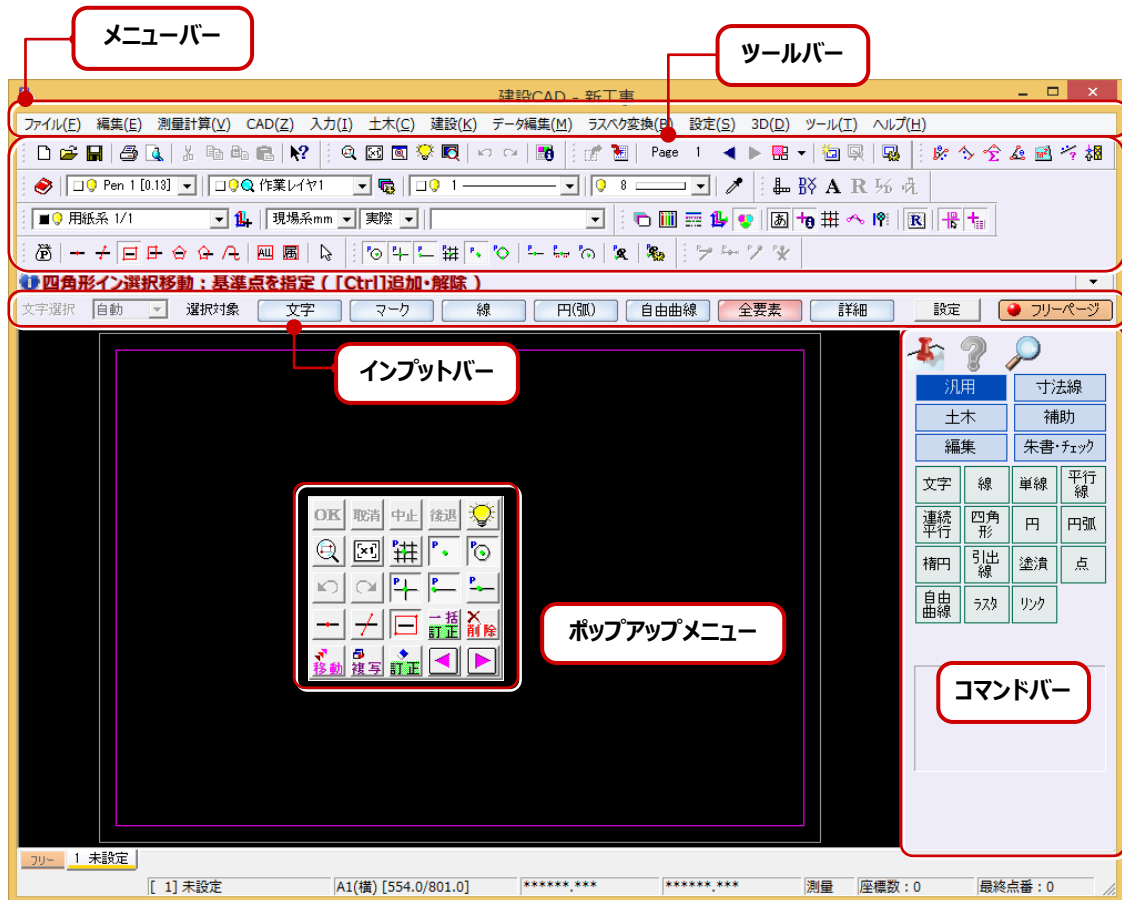 メニューバー
ツールバー
建設CAD - 新工事
ファイル(F) 編集(E) 測量計算(V) CAD(Z) 入力(I) 土木(C) 建設(K) データ編集(M) ラスベク変換(B) 設定(S) 3D(D) ツール(T) ヘルプ(H)
Page 1
Pen 1 [0.13] 作業レイヤ1 1 8
用紙系 1/1 現場系mm 実際
四角形イン選択移動：基準点を指定 ( 「Ctrl」追加・解除 )
文字選択 自動 選択対象 文字 マーク 線 円(弧) 自由曲線 全要素 詳細 設定 フリーページ
インプットバー
汎用 寸法線
土木 補助
編集 朱書・チェック
文字 線 単線 平行線
連続平行 四角形 円 円弧
楕円 引出線 塗潰 点
自由曲線 ラスタ リンク
OK 取消 中止 後退
一括訂正 削除
移動 複写 訂正
ポップアップメニュー
コマンドバー
フリー 1 未設定
[ 1] 未設定 A1(横) [554.0/801.0] ******.*** ******.*** 測量 座標数：0 最終点番：0